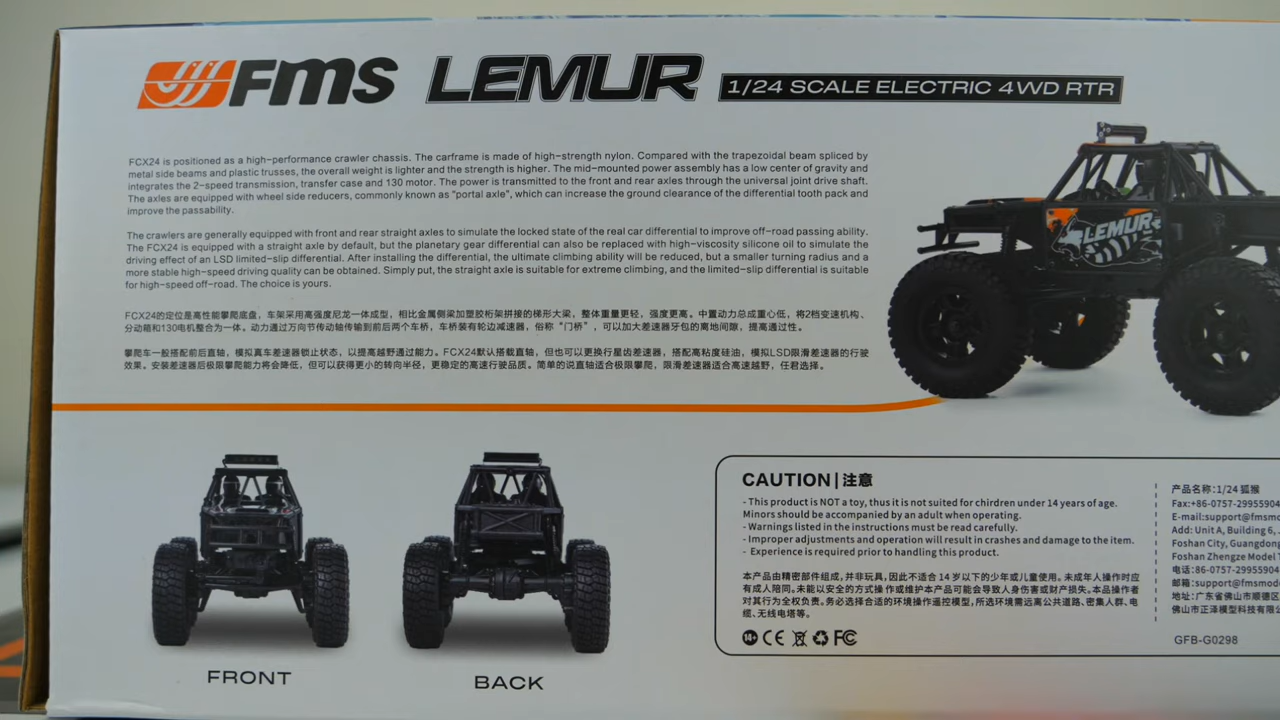 FMS LEMUR 1/24 SCALE ELECTRIC 4WD RTR
FCX24 is positioned as a high-performance crawler chassis. The carframe is made of high-strength nylon. Compared with the trapezoidal beam spliced by
metal side beams and plastic trusses, the overall weight is lighter and the strength is higher. The mid-mounted power assembly has a low center of gravity and
integrates the 2-speed transmission, transfer case and 130 motor. The power is transmitted to the front and rear axles through the universal joint drive shaft.
The axles are equipped with wheel side reducers, commonly known as "portal axle", which can increase the ground clearance of the differential tooth pack and
improve the passability.
The crawlers are generally equipped with front and rear straight axles to simulate the locked state of the real car differential to improve off-road passing ability.
The FCX24 is equipped with a straight axle by default, but the planetary gear differential can also be replaced with high-viscosity silicone oil to simulate the
driving effect of an LSD limited-slip differential. After installing the differential, the ultimate climbing ability will be reduced, but a smaller turning radius and a
more stable high-speed driving quality can be obtained. Simply put, the straight axle is suitable for extreme climbing, and the limited-slip differential is suitable
for high-speed off-road. The choice is yours.
FCX24的定位是高性能攀爬底盘，车架采用高强度尼龙一体成型，相比金属侧梁加塑胶桁架拼接的梯形大梁，整体重量更轻，强度更高。中置动力总成重心低，将2档变速机构、
分动箱和130电机整合为一体。动力通过万向节传动轴传输到前后两个车桥，车桥装有轮边减速器，俗称“门桥”，可以加大差速器牙包的离地间隙，提高通过性。
攀爬车一般搭配前后直轴，模拟真车差速器锁止状态，以提高越野通过能力。FCX24默认搭载直轴，但也可以更换行星齿差速器，搭配高粘度硅油，模拟LSD限滑差速器的行驶
效果。安装差速器后极限攀爬能力将会降低，但可以获得更小的转向半径，更稳定的高速行驶品质。简单的说直轴适合极限攀爬，限滑差速器适合高速越野，任君选择。
LEMUR
FRONT
BACK
CAUTION | 注意
- This product is NOT a toy, thus it is not suited for chirdren under 14 years of age.
Minors should be accompanied by an adult when operating.
- Warnings listed in the instructions must be read carefully.
- Improper adjustments and operation will result in crashes and damage to the item.
- Experience is required prior to handling this product.
本产品由精密部件组成，并非玩具，因此不适合 14 岁以下的少年或儿童使用。未成年人操作时应
有成人陪同。未能以安全的方式操作或维护本产品可能会导致人身伤害或财产损失。本品操作者
对其行为全权负责。务必选择合适的环境操作遥控模型，所选环境需远离公共道路、密集人群、电
缆、无线电塔等。
14+ CE FC
产品名称：1/24 狐猴
Fax:+86-0757-29955904
E-mail:support@fmsmo
Add: Unit A, Building 6,
Foshan City, Guangdong
Foshan Zhengze Model T
电话：86-0757-2995590
邮箱：support@fmsmode
地址：广东省佛山市顺德区
佛山市正泽模型科技有限公
GFB-G0298